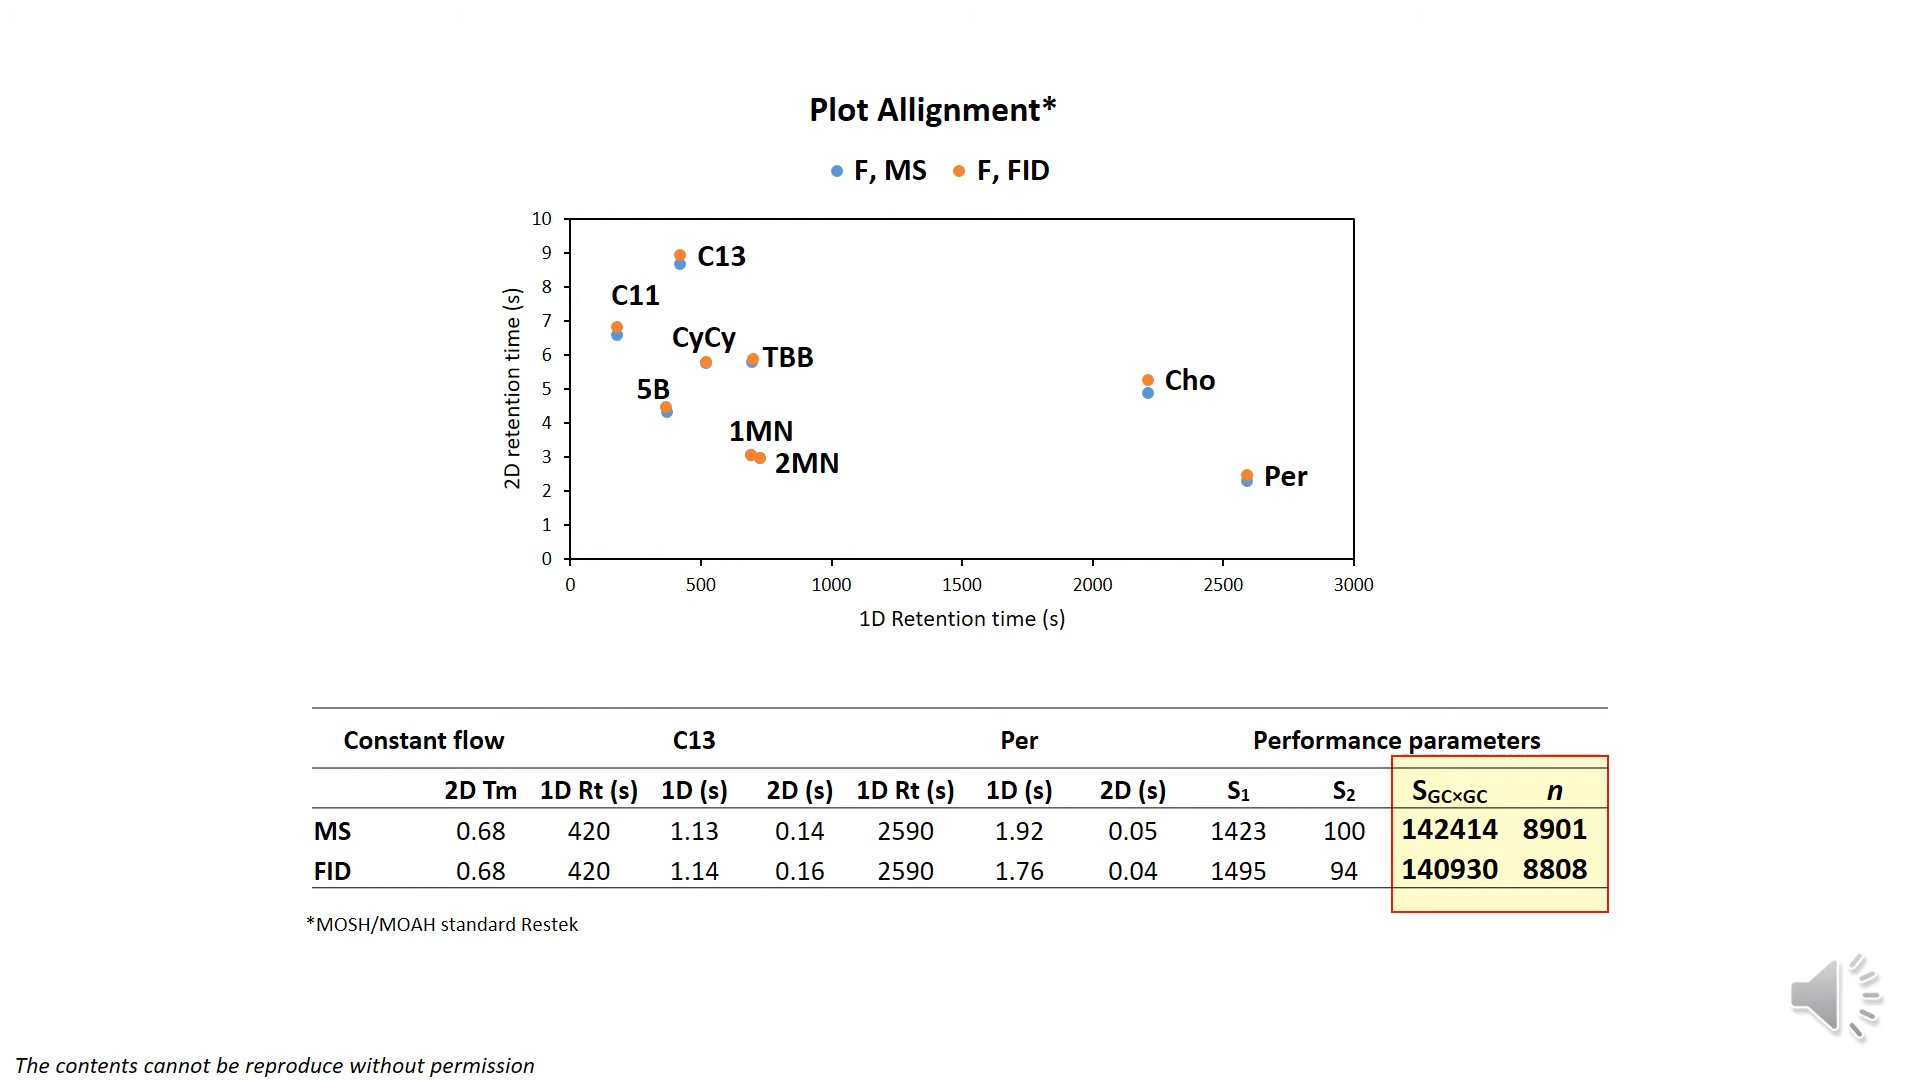 Plot Allignment*
F, MS F, FID
10
9
8
7
6
5
4
3
2
1
0
2D retention time (s)
C13
C11
CyCy
TBB
5B
Cho
1MN
2MN
Per
0 500 1000 1500 2000 2500 3000
1D Retention time (s)
Constant flow C13 Per Performance parameters
2D Tm 1D Rt (s) 1D (s) 2D (s) 1D Rt (s) 1D (s) 2D (s) S1 S2 SGC×GC n
MS 0.68 420 1.13 0.14 2590 1.92 0.05 1423 100 142414 8901
FID 0.68 420 1.14 0.16 2590 1.76 0.04 1495 94 140930 8808
*MOSH/MOAH standard Restek
The contents cannot be reproduce without permission